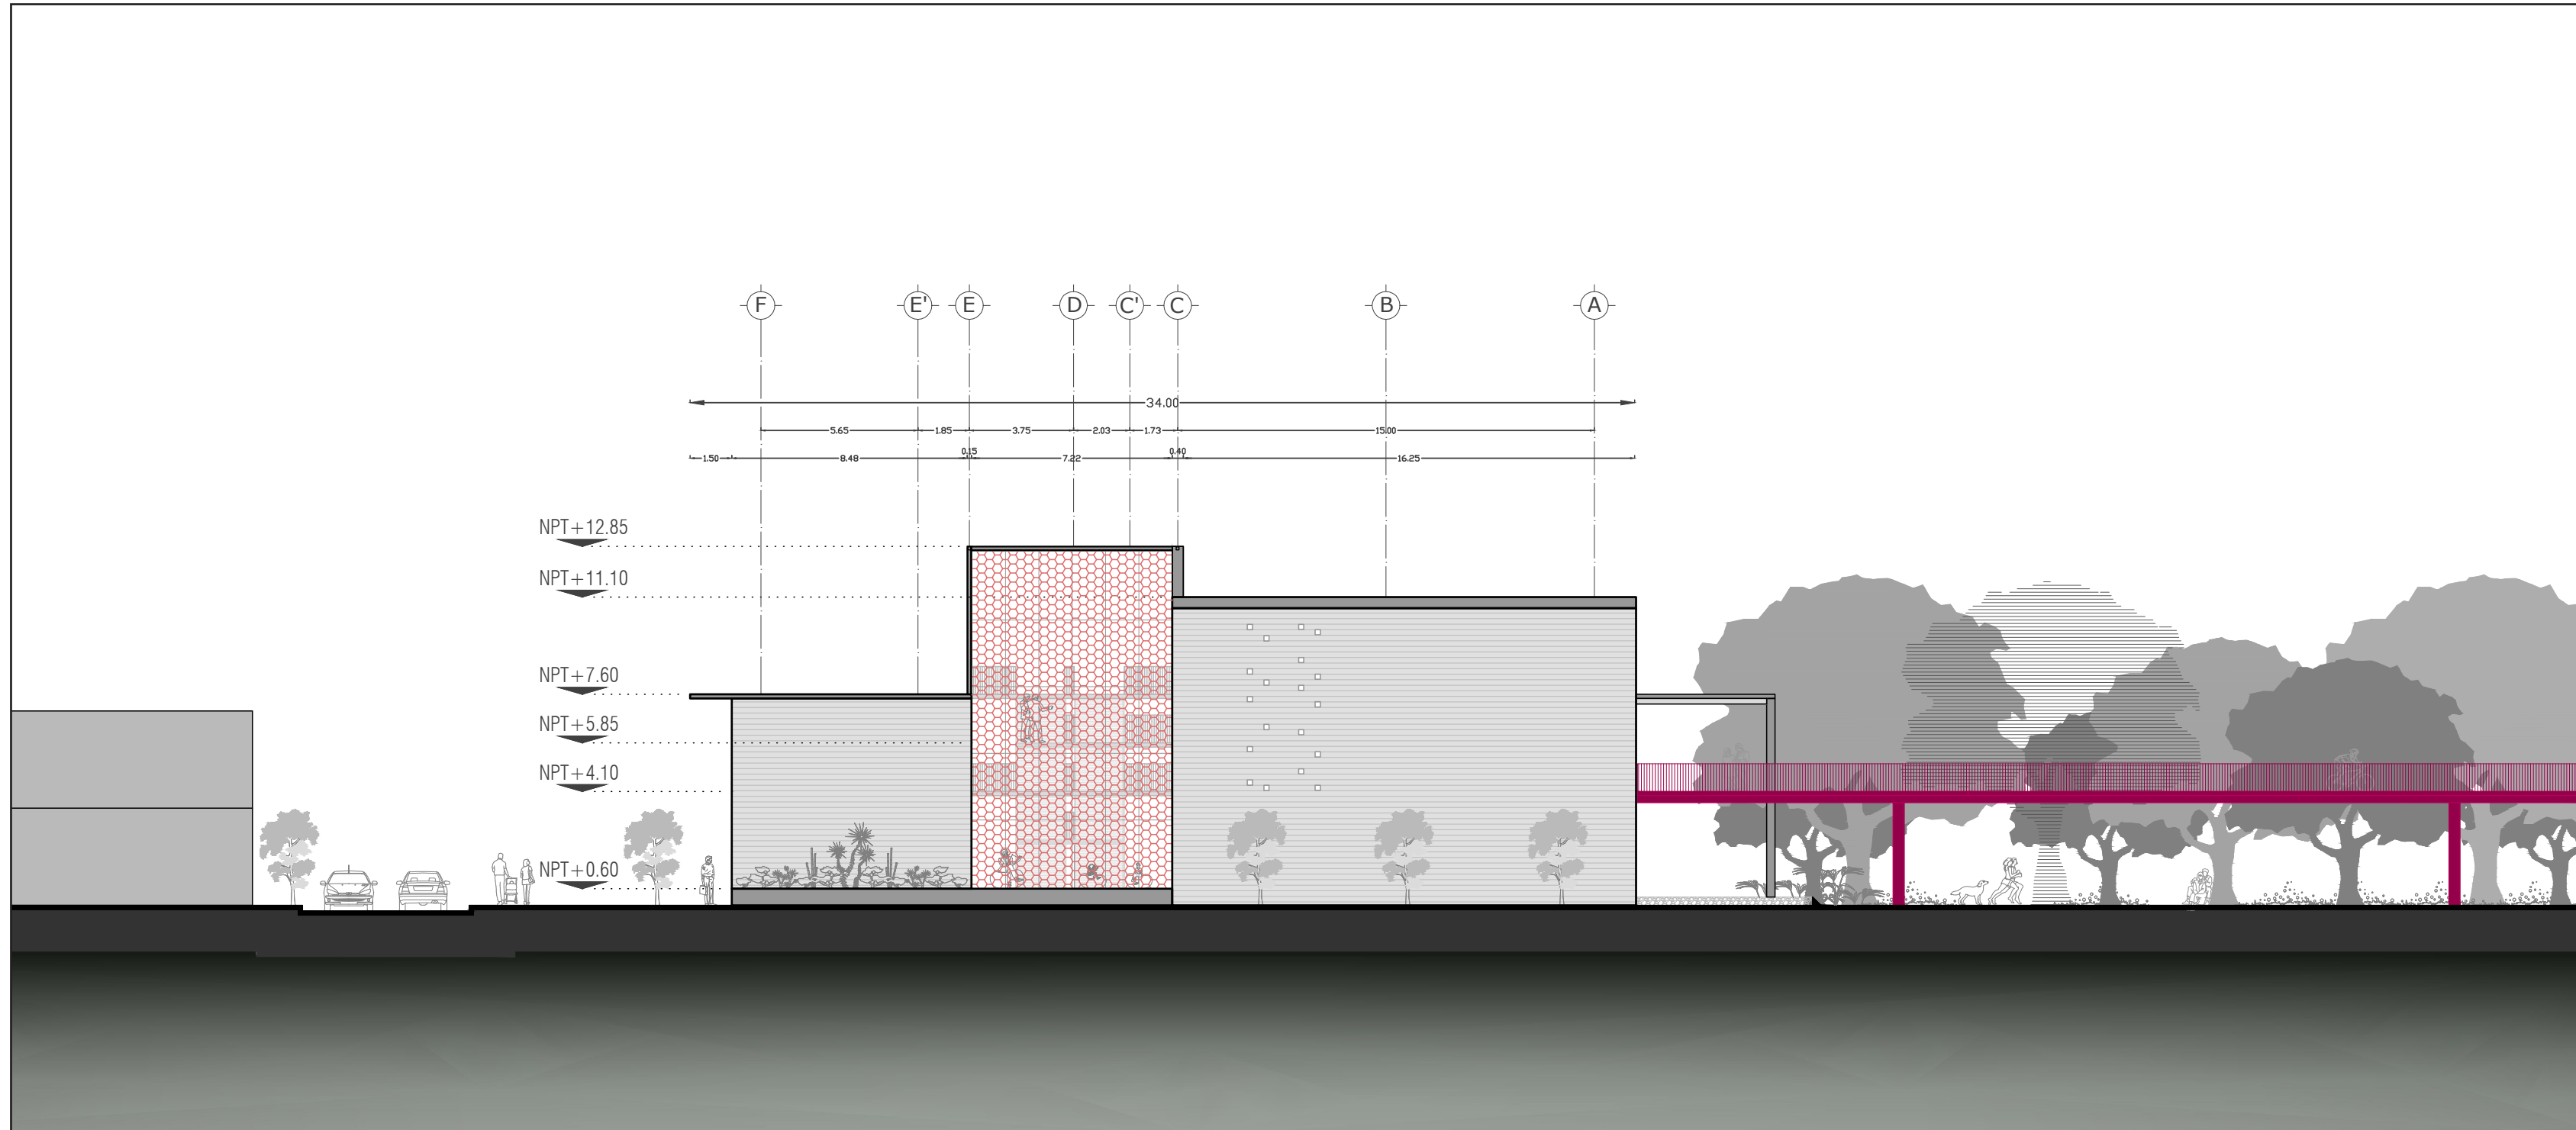 F E' E D C' C B A
34.00
5.65 1.85 3.75 2.03 1.73 15.00
1.50 8.48 0.15 7.22 0.40 16.25
NPT+12.85
NPT+11.10
NPT+7.60
NPT+5.85
NPT+4.10
NPT+0.60